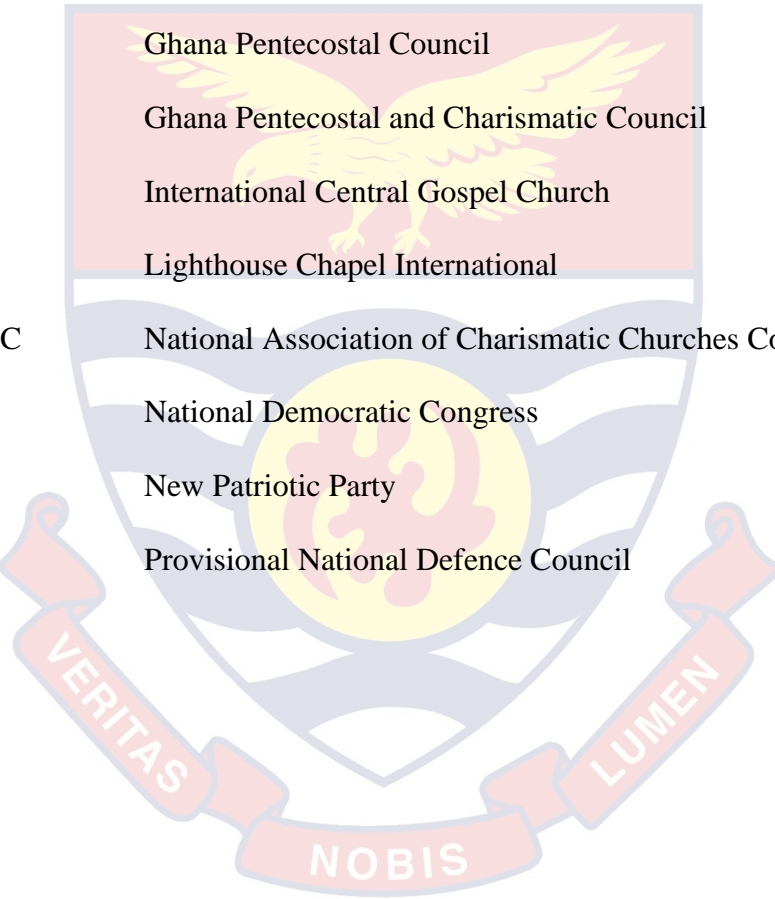 Ghana Pentecostal Council
Ghana Pentecostal and Charismatic Council
International Central Gospel Church
Lighthouse Chapel International
C National Association of Charismatic Churches Co
National Democratic Congress
New Patriotic Party
Provisional National Defence Council
VERITAS
NOBIS
LUMEN